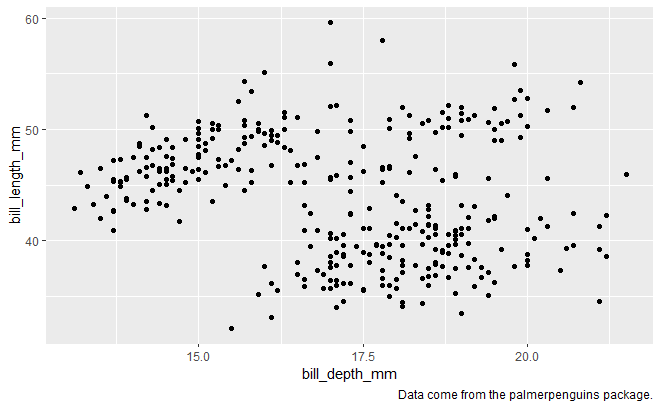 60
50
40
bill_length_mm
15.0
17.5
20.0
bill_depth_mm
Data come from the palmerpenguins package.